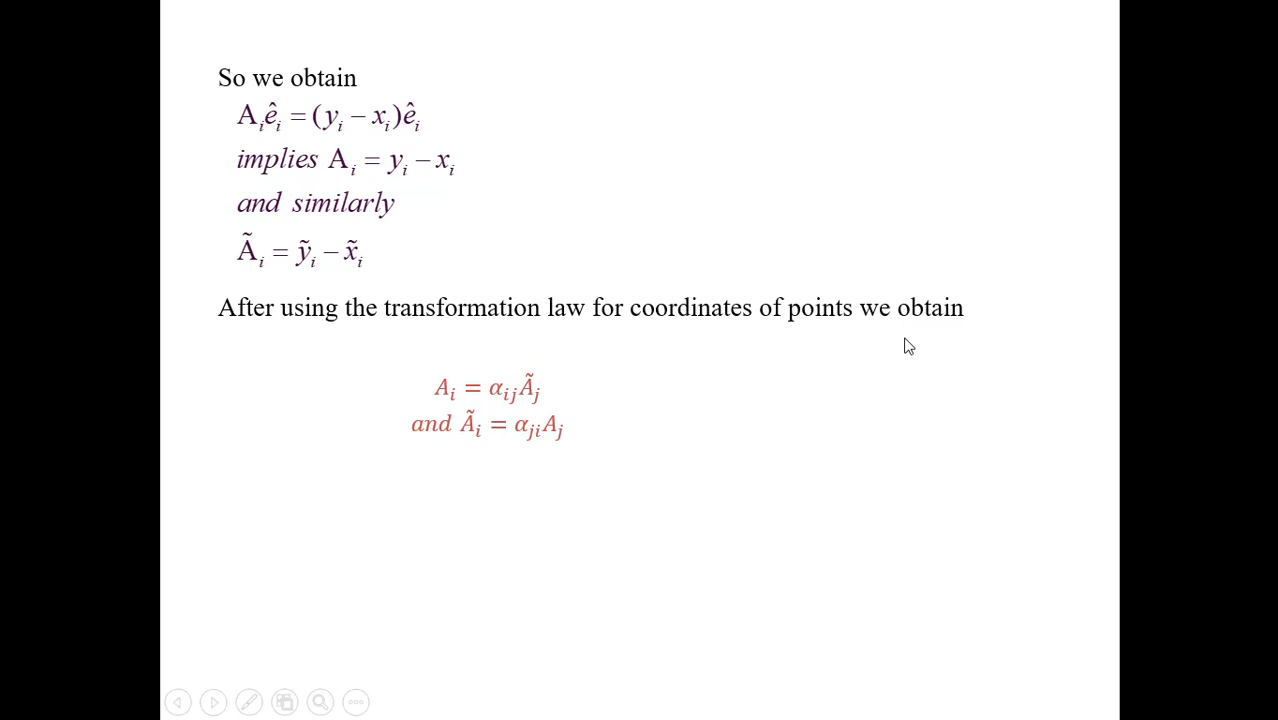 So we obtain
Aᵢêᵢ = (yᵢ − xᵢ)êᵢ
implies Aᵢ = yᵢ − xᵢ
and similarly
Ãᵢ = ỹᵢ − x̃ᵢ
After using the transformation law for coordinates of points we obtain
Aᵢ = αᵢⱼÃⱼ
and Ãᵢ = αⱼᵢAⱼ